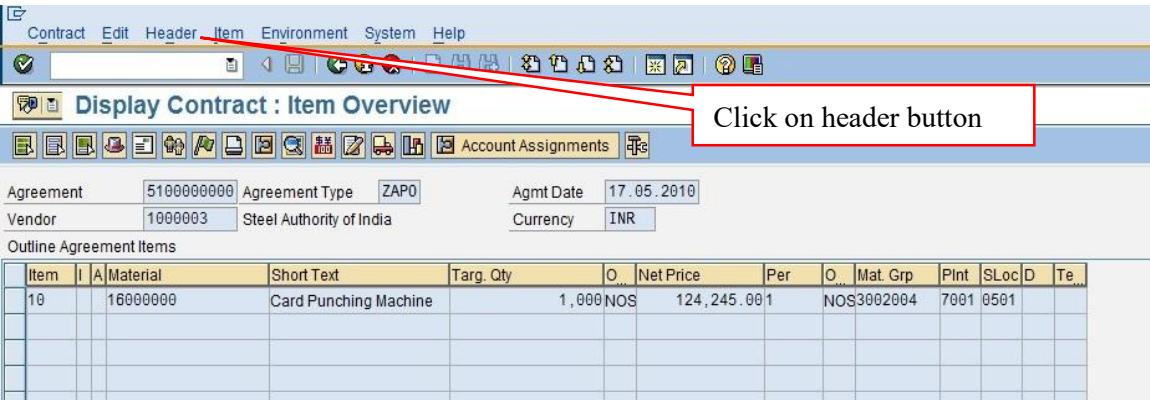 Contract Edit Header Item Environment System Help
Display Contract : Item Overview
Click on header button
Account Assignments
Agreement 5100000000 Agreement Type ZAPO Agmt Date 17.05.2010
Vendor 1000003 Steel Authority of India Currency INR
Outline Agreement Items
Item I A Material Short Text Targ. Qty O... Net Price Per O... Mat. Grp Plnt SLoc D Te...
10 16000000 Card Punching Machine 1,000 NOS 124,245.00 1 NOS 3002004 7001 0501